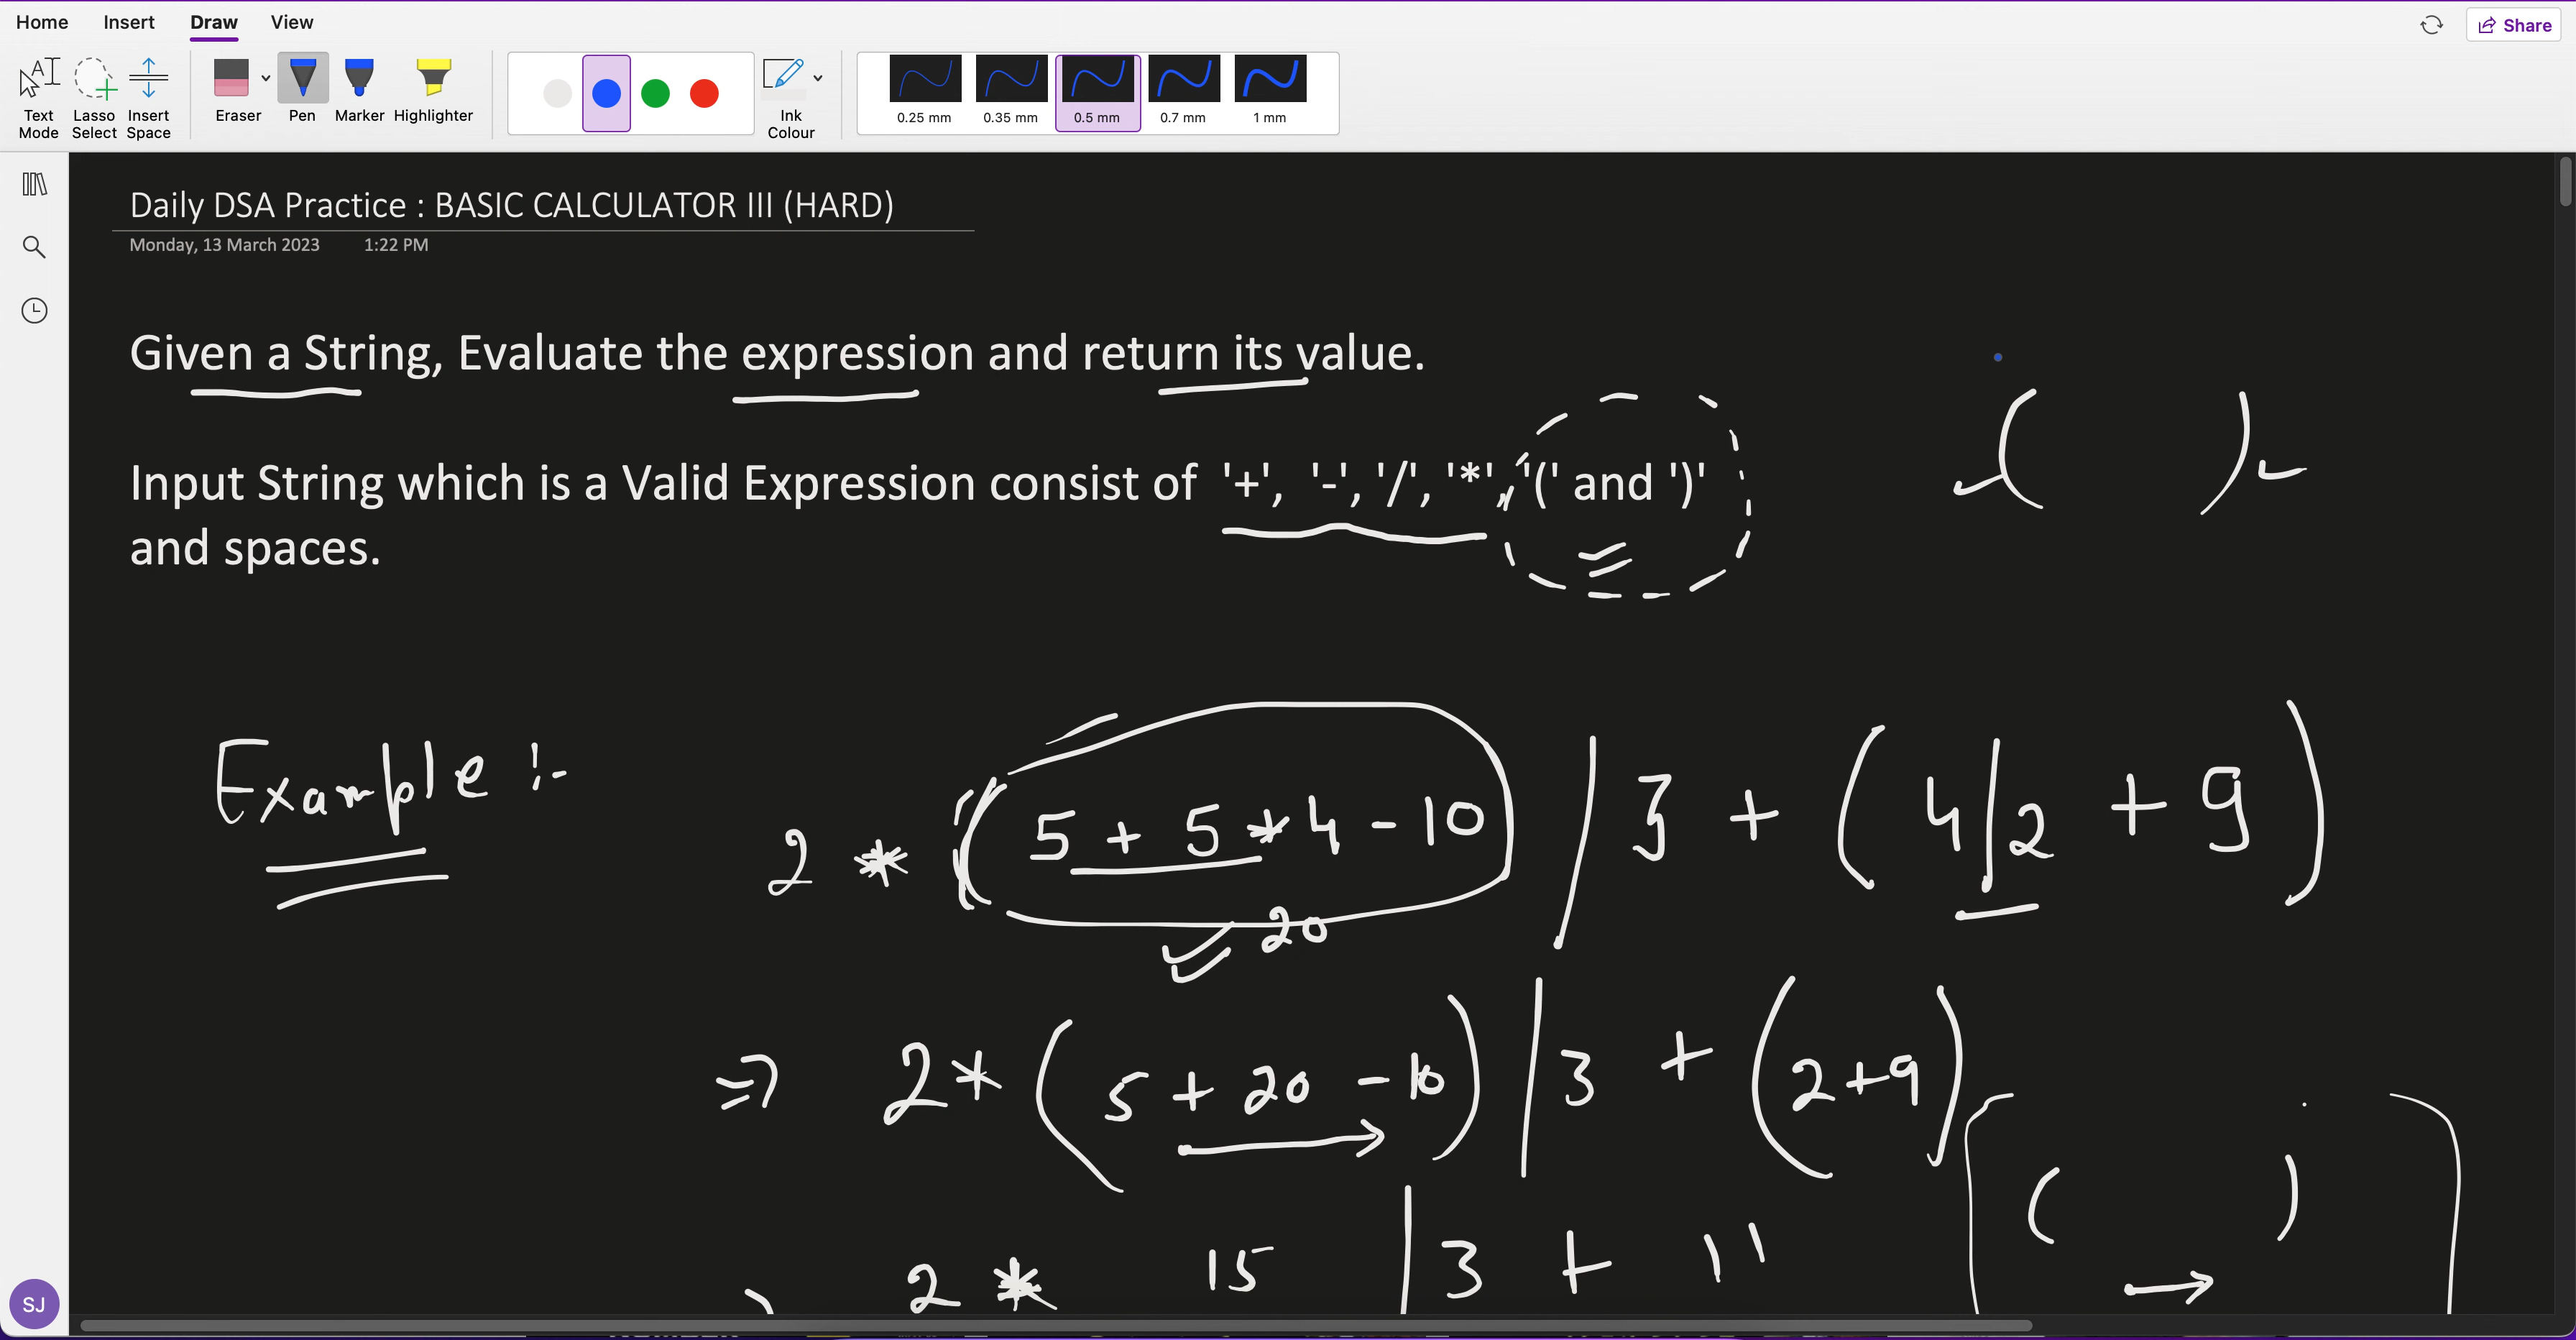 Home Insert Draw View
Share
Text Mode
Lasso Select
Insert Space
Eraser
Pen
Marker
Highlighter
Ink Colour
0.25 mm
0.35 mm
0.5 mm
0.7 mm
1 mm
Daily DSA Practice : BASIC CALCULATOR III (HARD)
Monday, 13 March 2023 1:22 PM
Given a String, Evaluate the expression and return its value.
( )
Input String which is a Valid Expression consist of '+', '-', '/', '*', '(' and ')'
and spaces.
Example :-
2 * (5 + 5 * 4 - 10) / 3 + (4/2 + 9)
20
=> 2 * (5 + 20 - 10) / 3 + (2+9)
( )
2 * 15 / 3 + 11
SJ